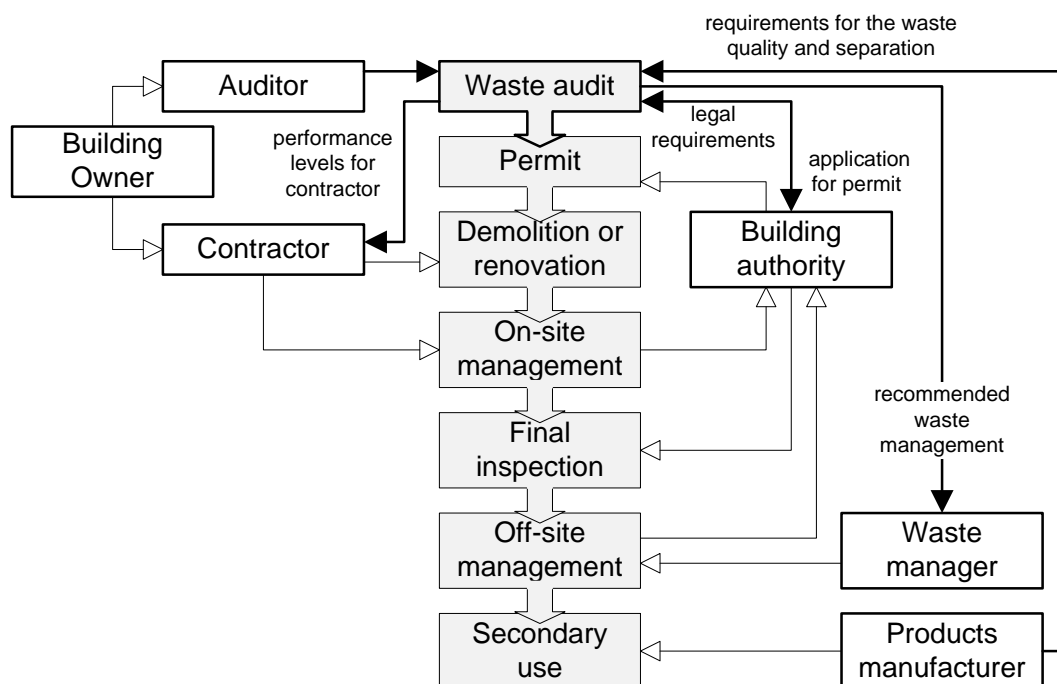 requirements for the waste
quality and separation
Auditor
Waste audit
Building
Owner
performance
levels for
contractor
legal
requirements
Permit
application
for permit
Contractor
Demolition or
renovation
Building
authority
On-site
management
recommended
waste
management
Final
inspection
Off-site
management
Waste
manager
Secondary
use
Products
manufacturer